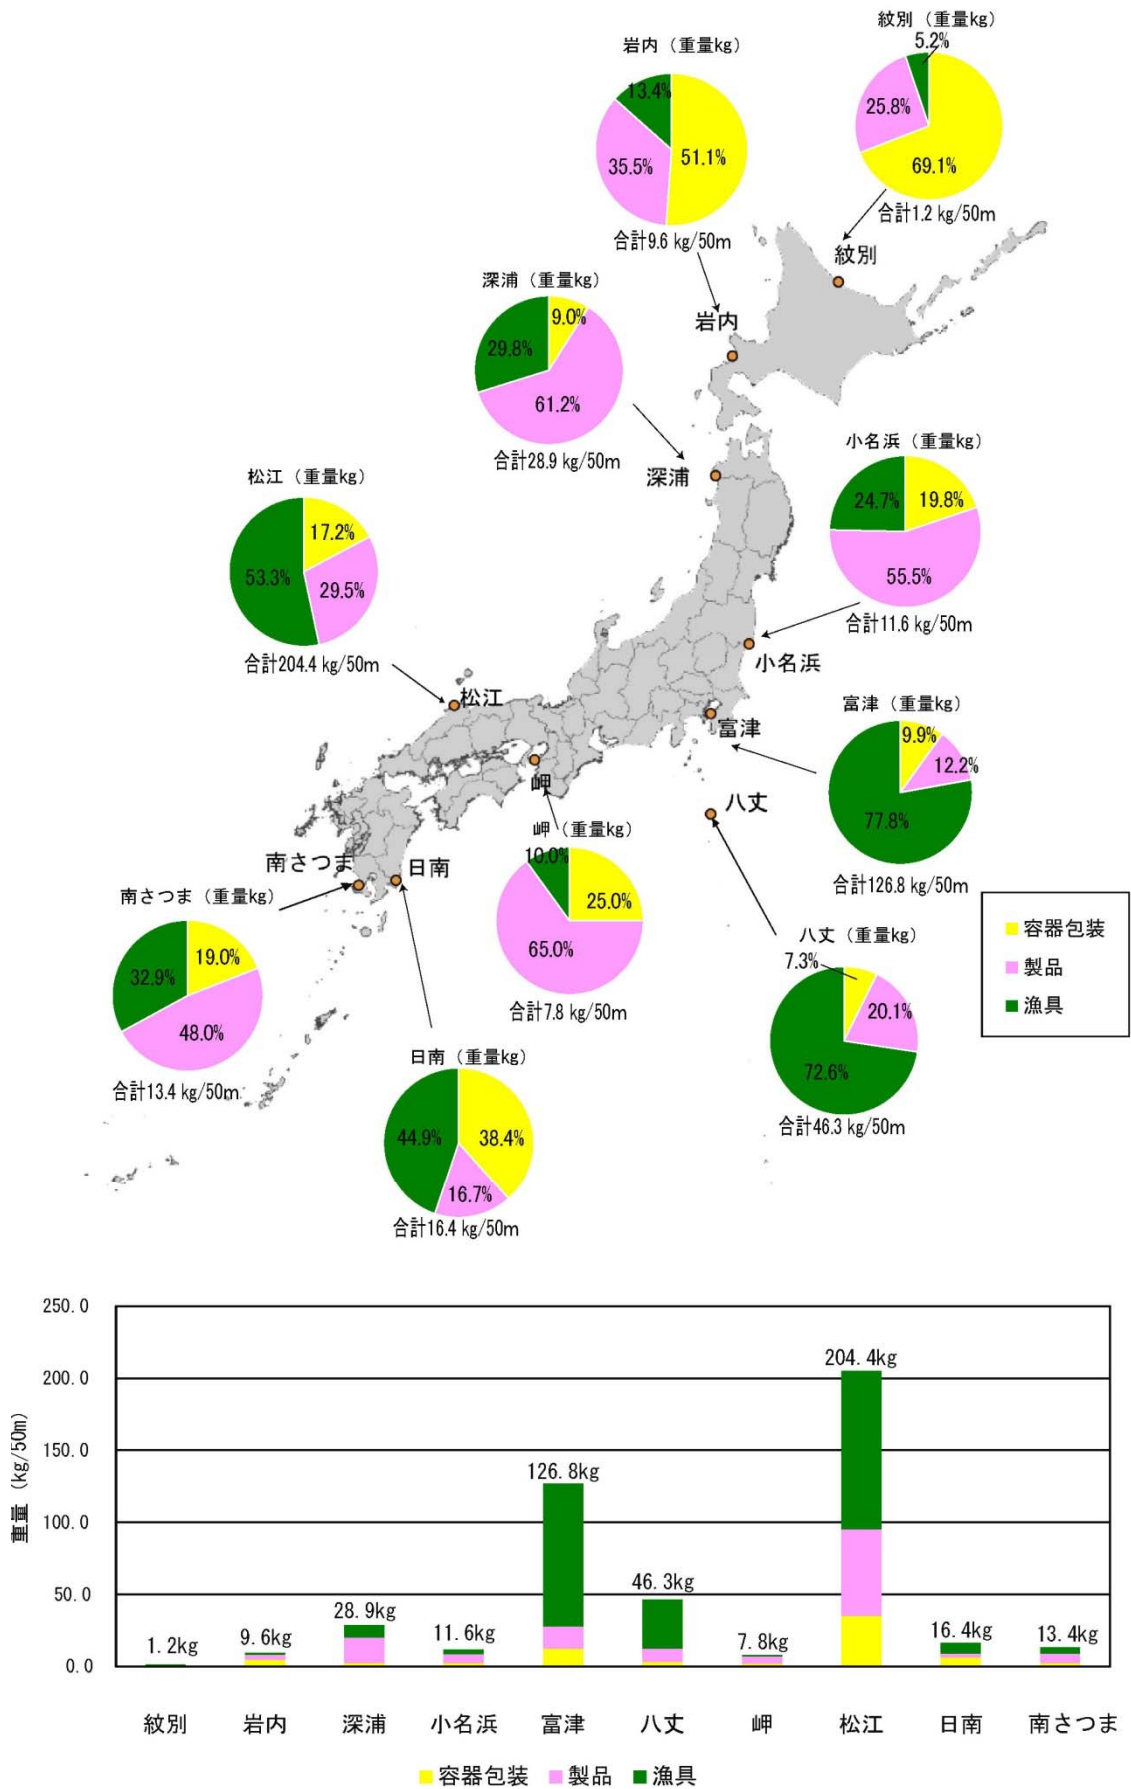 紋別（重量kg）
5.2%
25.8%
69.1%
合計1.2 kg/50m
岩内（重量kg）
13.4%
35.5%
51.1%
合計9.6 kg/50m
紋別
岩内
深浦（重量kg）
9.0%
29.8%
61.2%
合計28.9 kg/50m
深浦
小名浜（重量kg）
24.7%
19.8%
55.5%
合計11.6 kg/50m
小名浜
松江（重量kg）
17.2%
53.3%
29.5%
合計204.4 kg/50m
松江
富津（重量kg）
9.9%
12.2%
77.8%
合計126.8 kg/50m
富津
岬
八丈
岬（重量kg）
10.0%
25.0%
65.0%
合計7.8 kg/50m
南さつま
日南
南さつま（重量kg）
19.0%
32.9%
48.0%
合計13.4 kg/50m
八丈（重量kg）
7.3%
20.1%
72.6%
合計46.3 kg/50m
日南（重量kg）
44.9%
38.4%
16.7%
合計16.4 kg/50m
容器包装
製品
漁具
重量（kg/50m）
250.0
200.0
150.0
100.0
50.0
0.0
1.2kg
9.6kg
28.9kg
11.6kg
126.8kg
46.3kg
7.8kg
204.4kg
16.4kg
13.4kg
紋別 岩内 深浦 小名浜 富津 八丈 岬 松江 日南 南さつま
容器包装 製品 漁具